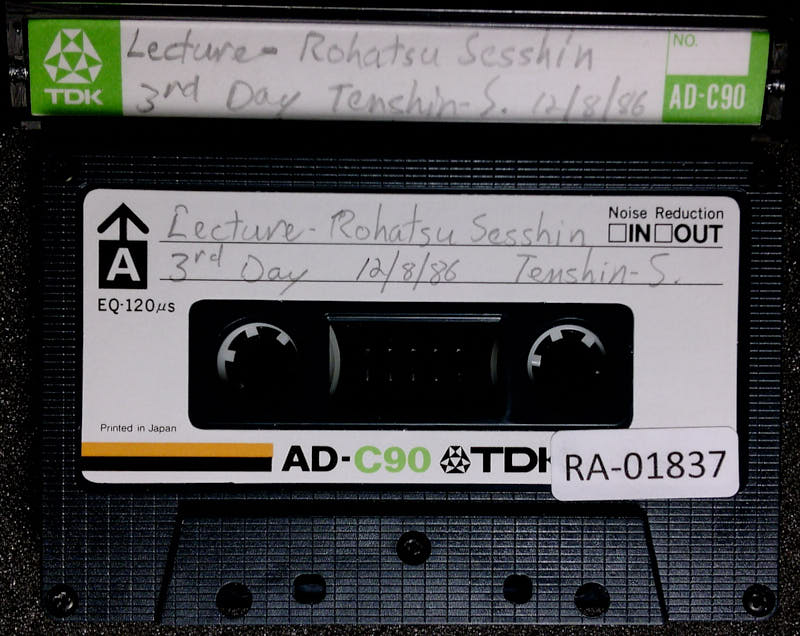 Lecture - Rohatsu Sesshin
3rd Day Tenshin-S. 12/8/86
TDK
NO.
AD-C90
A
Lecture - Rohatsu Sesshin
3rd Day 12/8/86 Tenshin-S.
Noise Reduction
□IN□OUT
EQ·120μs
Printed in Japan
AD-C90 TDK
RA-01837